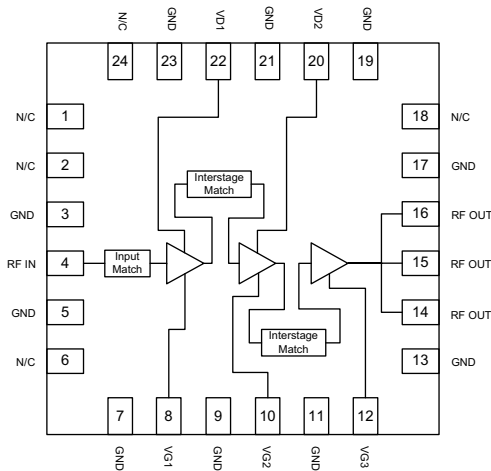 N/C
GND
VD1
GND
VD2
GND
24
23
22
21
20
19
N/C
1
18
N/C
N/C
2
17
GND
Interstage
Match
GND
3
16
RF OUT
RF IN
4
Input
Match
15
RF OUT
GND
5
14
RF OUT
Interstage
Match
N/C
6
13
GND
7
8
9
10
11
12
GND
VG1
GND
VG2
GND
VG3